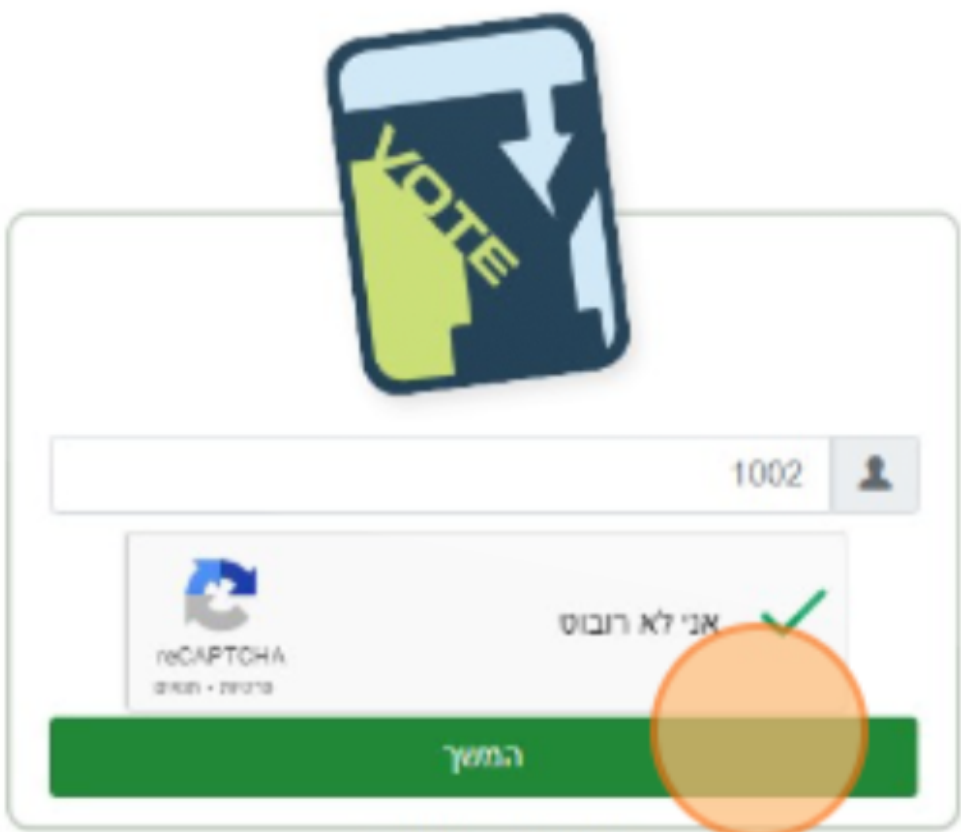 VOTE
1002
אני לא רובוט
reCAPTCHA
פרטיות - תנאים
המשך